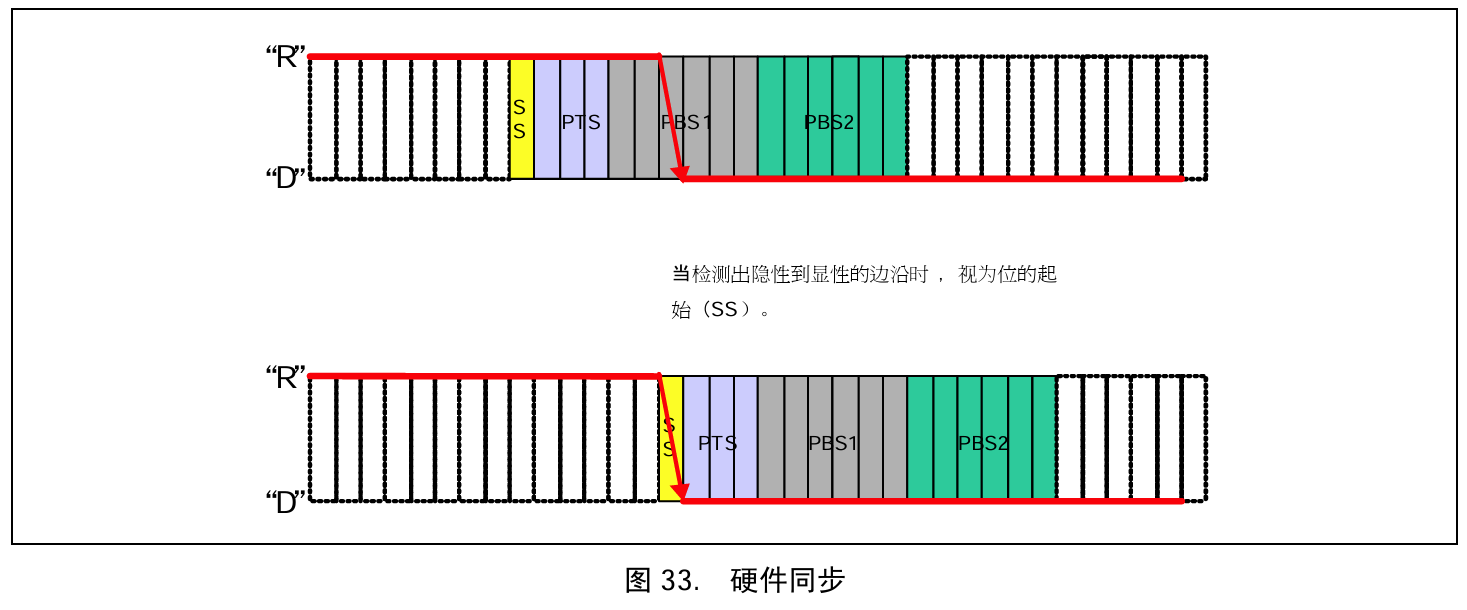 “R”
SS
PTS
PBS1
PBS2
“D”
当检测出隐性到显性的边沿时，视为位的起
始（SS）。
“R”
SS
PTS
PBS1
PBS2
“D”
图 33. 硬件同步